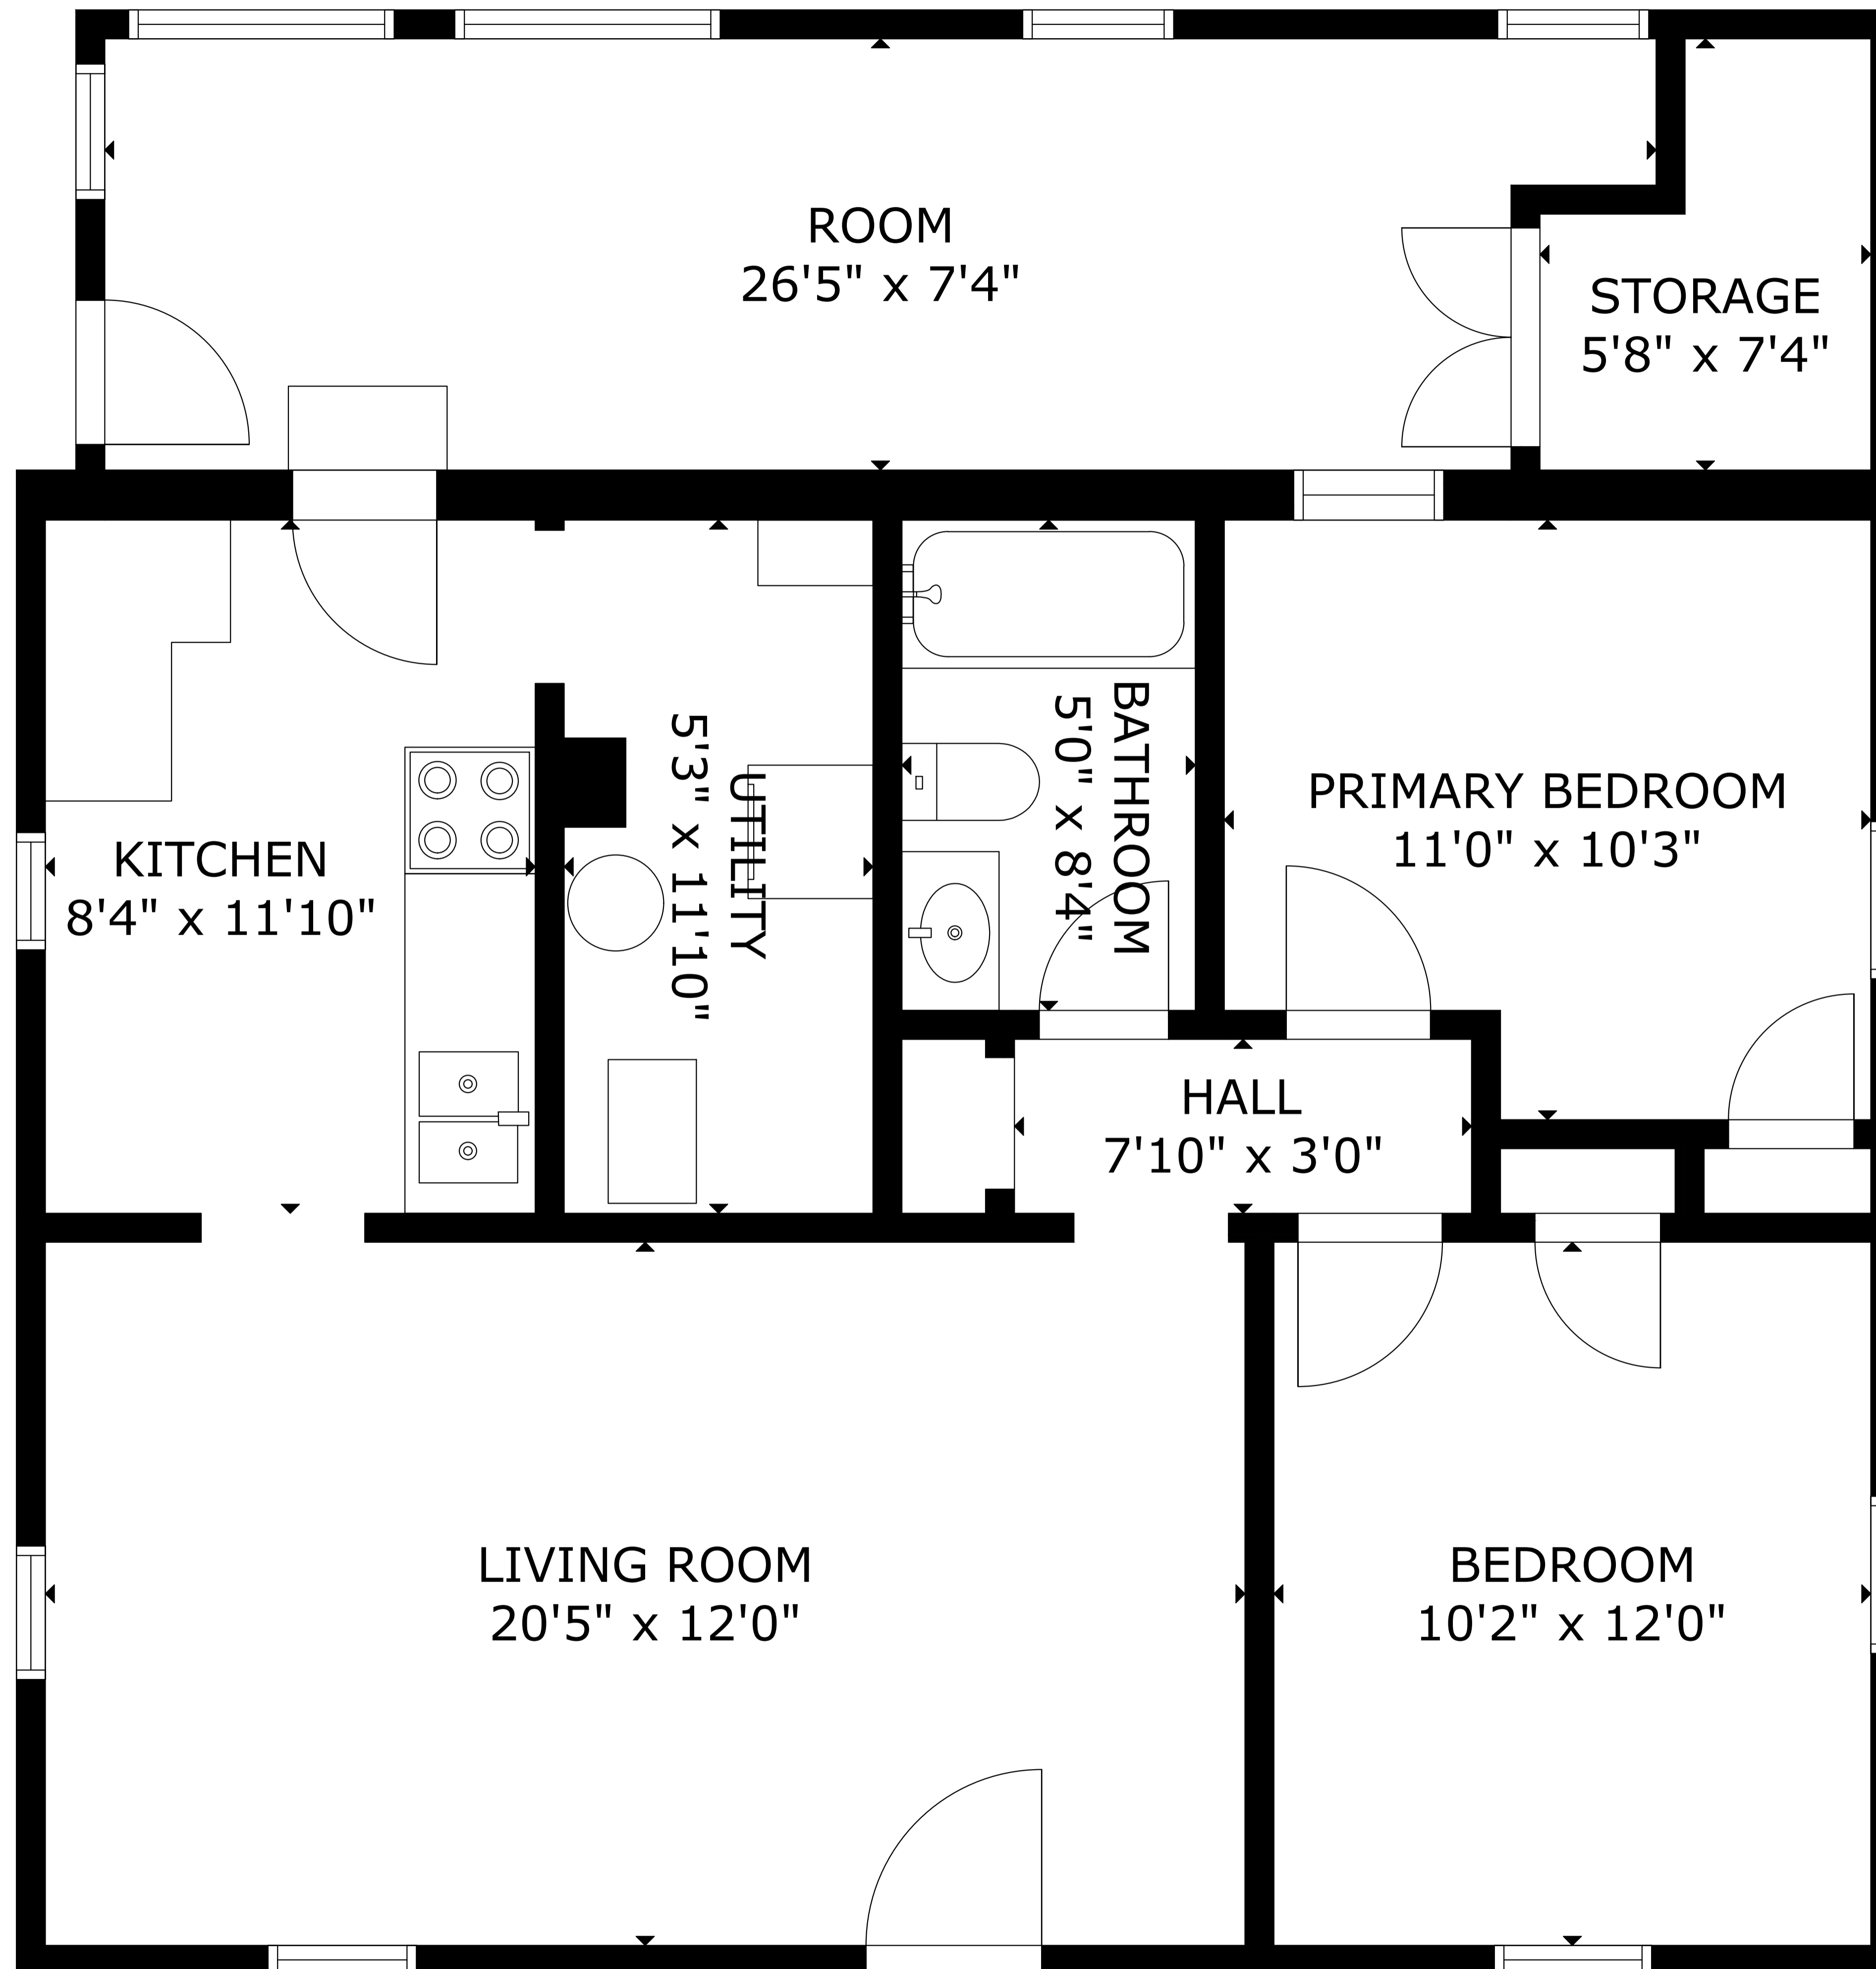 ROOM
26'5" x 7'4"
STORAGE
5'8" x 7'4"
KITCHEN
8'4" x 11'10"
UTILITY
5'3" x 11'10"
BATHROOM
5'0" x 8'4"
PRIMARY BEDROOM
11'0" x 10'3"
HALL
7'10" x 3'0"
LIVING ROOM
20'5" x 12'0"
BEDROOM
10'2" x 12'0"